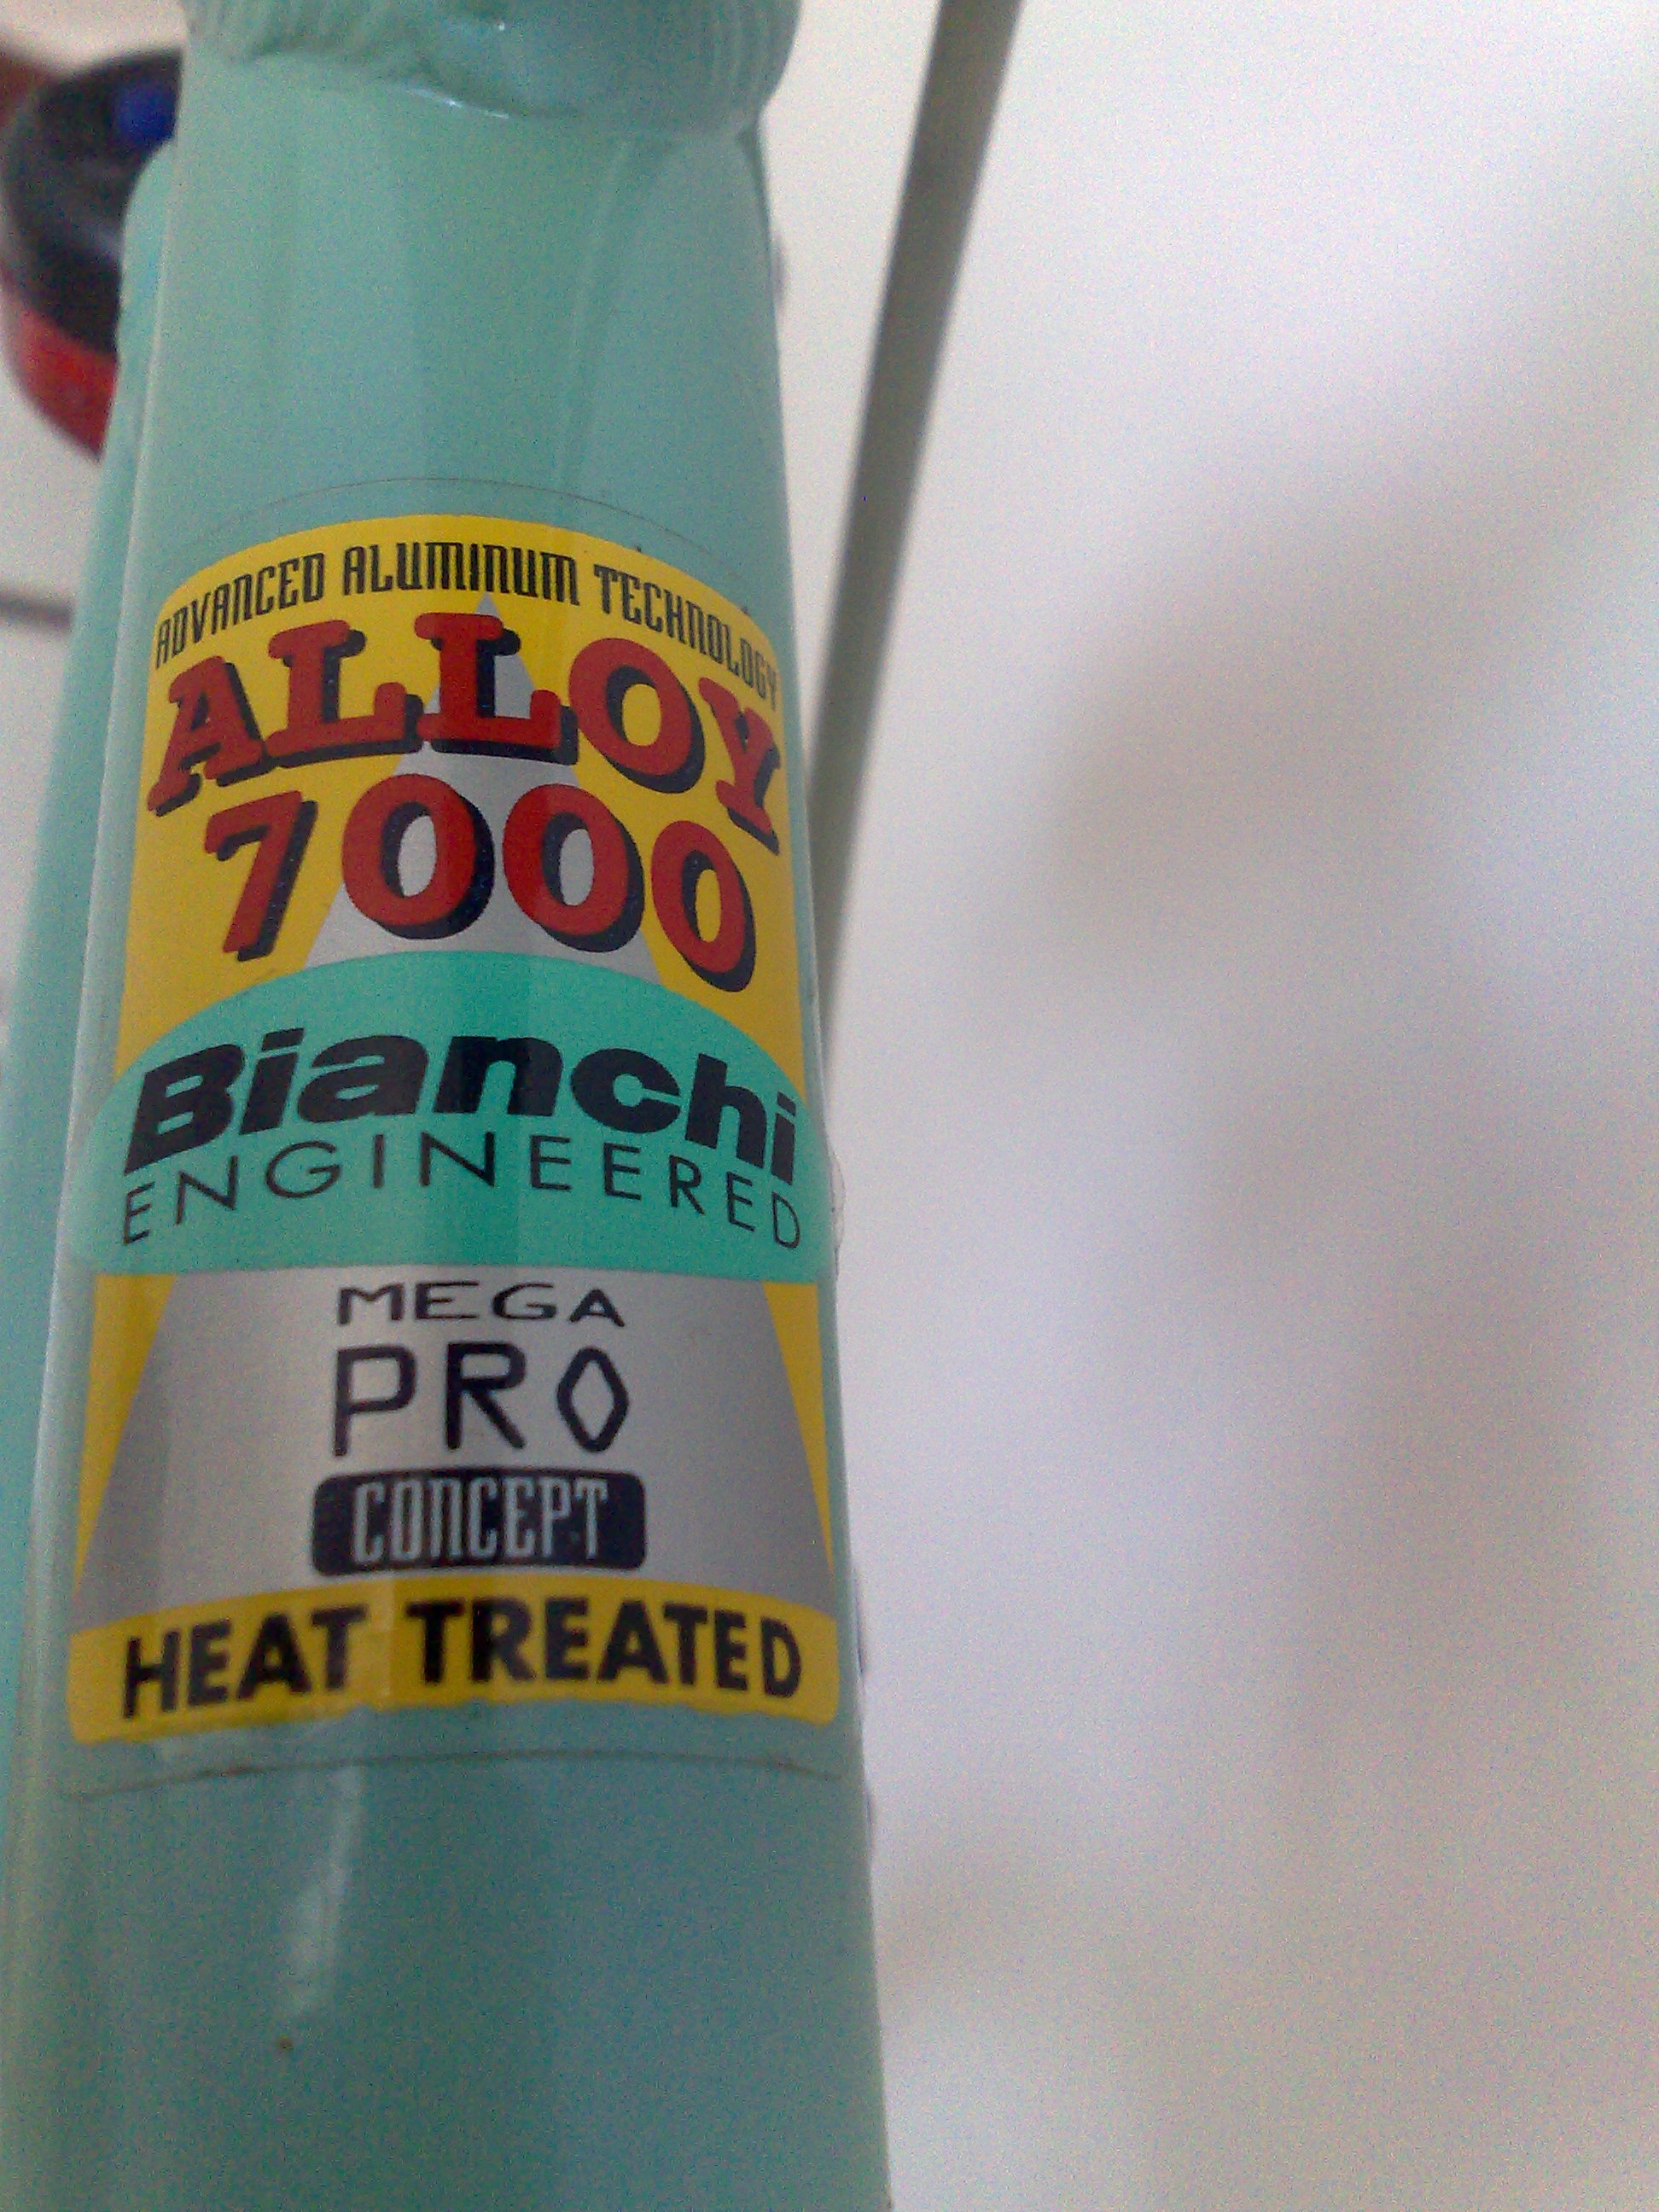 ADVANCED ALUMINUM TECHNOLOGY
ALLOY
7000
Bianchi
ENGINEERED
MEGA
PRO
CONCEPT
HEAT TREATED